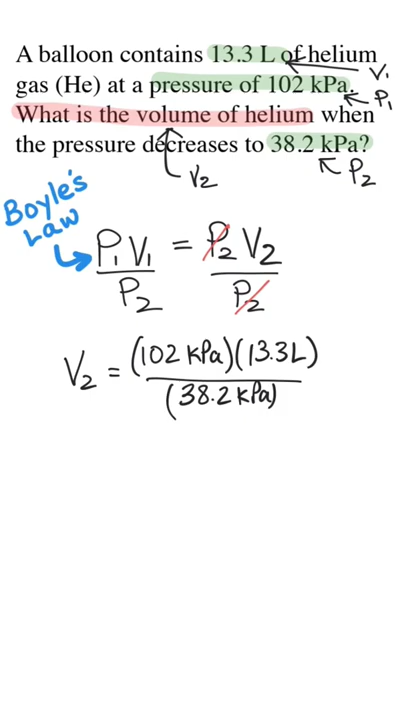 A balloon contains 13.3 L of helium
V₁
gas (He) at a pressure of 102 kPa.
P₁
What is the volume of helium when
the pressure decreases to 38.2 kPa?
V₂
P₂
Boyle's
Law
P₁V₁ = P₂V₂
P₂ P₂
V₂ = (102 kPa)(13.3L)
(38.2 kPa)